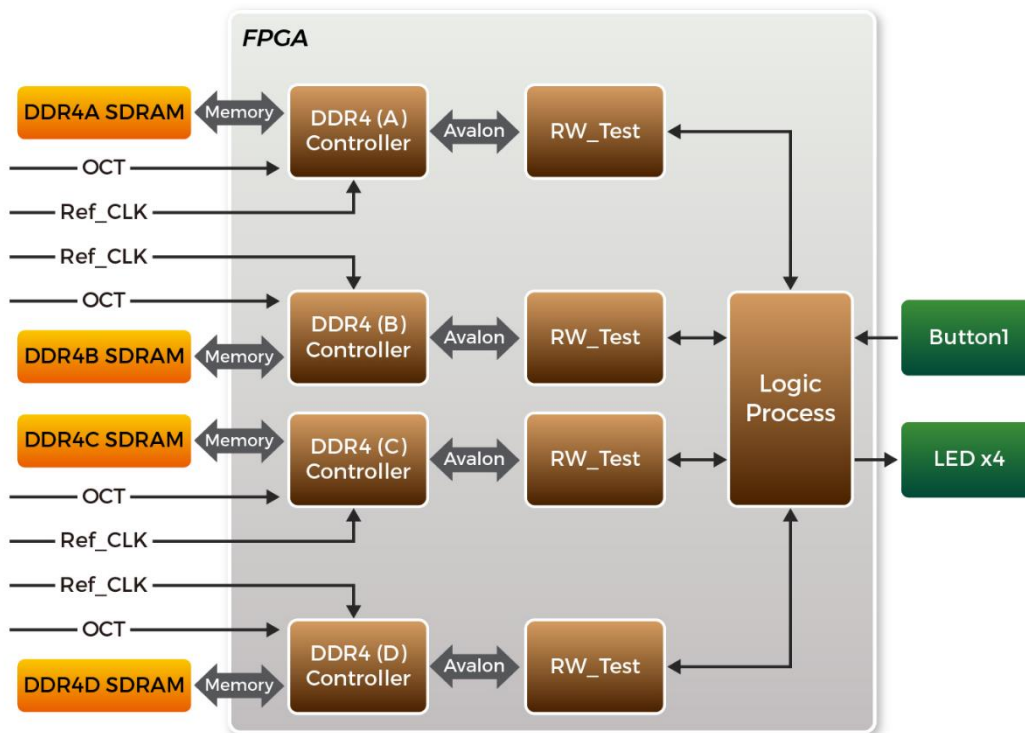 FPGA
DDR4A SDRAM
Memory
DDR4 (A)
Controller
Avalon
RW_Test
OCT
Ref_CLK
Ref_CLK
OCT
DDR4B SDRAM
Memory
DDR4 (B)
Controller
Avalon
RW_Test
Logic
Process
Button1
DDR4C SDRAM
Memory
DDR4 (C)
Controller
Avalon
RW_Test
LED x4
OCT
Ref_CLK
Ref_CLK
OCT
DDR4D SDRAM
Memory
DDR4 (D)
Controller
Avalon
RW_Test